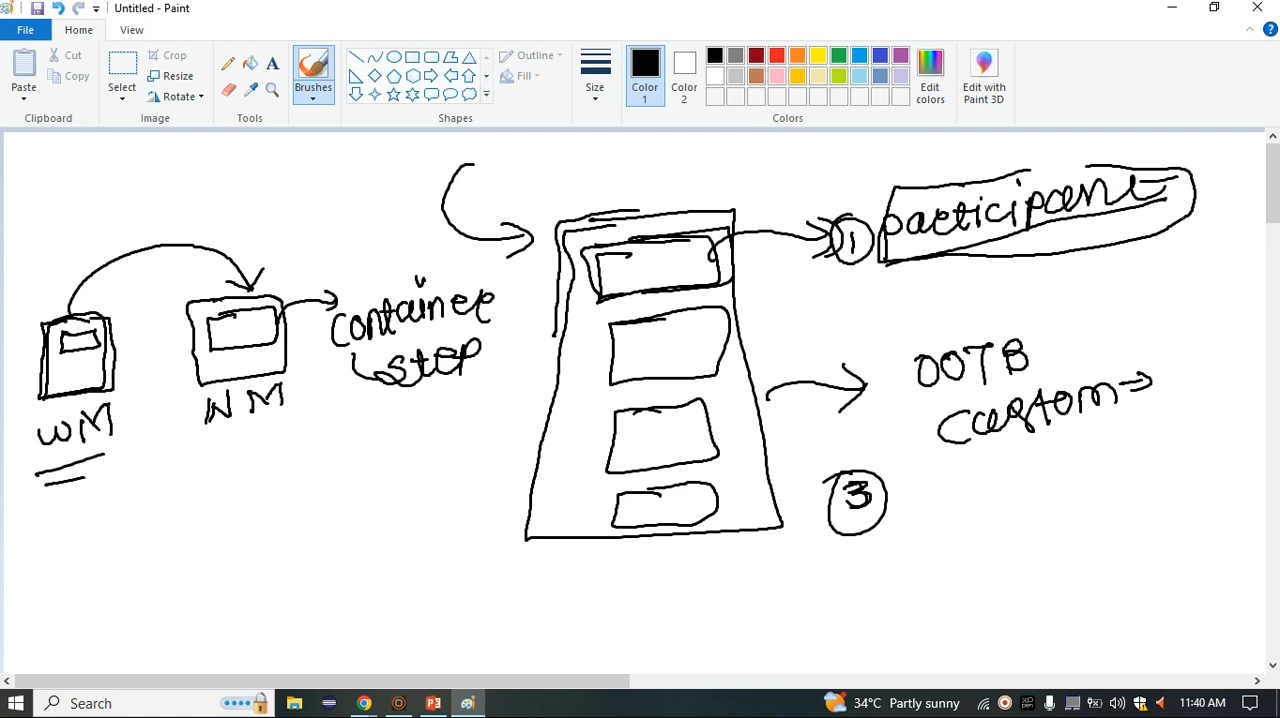 Untitled - Paint
File
Home
View
Paste
Cut
Copy
Clipboard
Select
Crop
Resize
Rotate
Image
Tools
Brushes
Outline
Fill
Shapes
Size
Color
1
Color
2
Edit
colors
Edit with
Paint 3D
Colors
1
participant
container
step
WM
WM
OOTB
custom
3
Search
34°C Partly sunny
11:40 AM